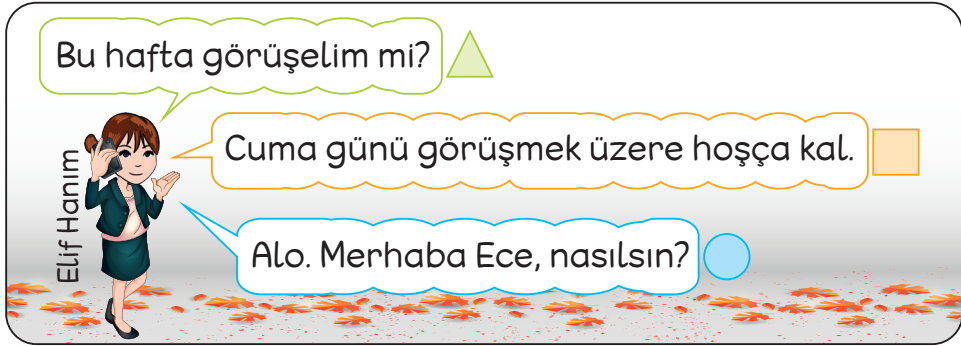 Bu hafta görüşelim mi?
Cuma günü görüşmek üzere hoşça kal.
Alo. Merhaba Ece, nasılsın?
Elif Hanım